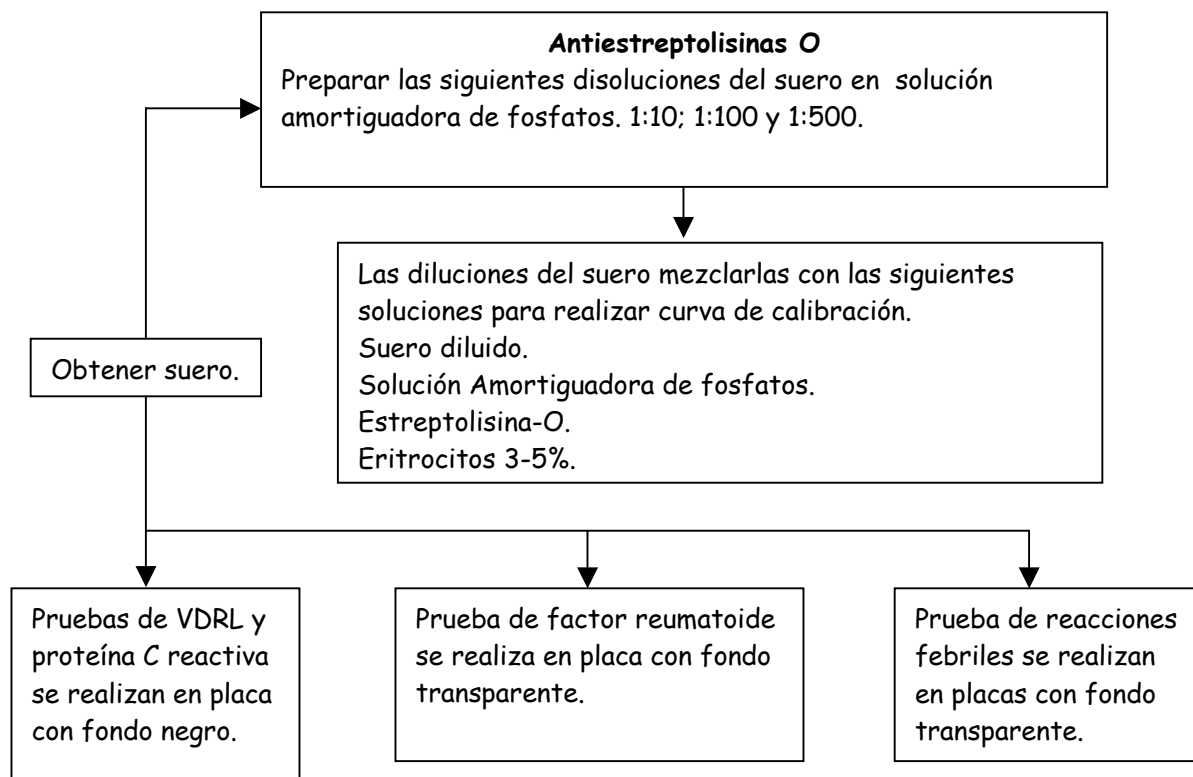 Antiestreptolisinas O
Preparar las siguientes disoluciones del suero en solución
amortiguadora de fosfatos. 1:10; 1:100 y 1:500.
Las diluciones del suero mezclarlas con las siguientes
soluciones para realizar curva de calibración.
Suero diluido.
Solución Amortiguadora de fosfatos.
Estreptolisina-O.
Eritrocitos 3-5%.
Obtener suero.
Pruebas de VDRL y
proteína C reactiva
se realizan en placa
con fondo negro.
Prueba de factor reumatoide
se realiza en placa con fondo
transparente.
Prueba de reacciones
febriles se realizan
en placas con fondo
transparente.